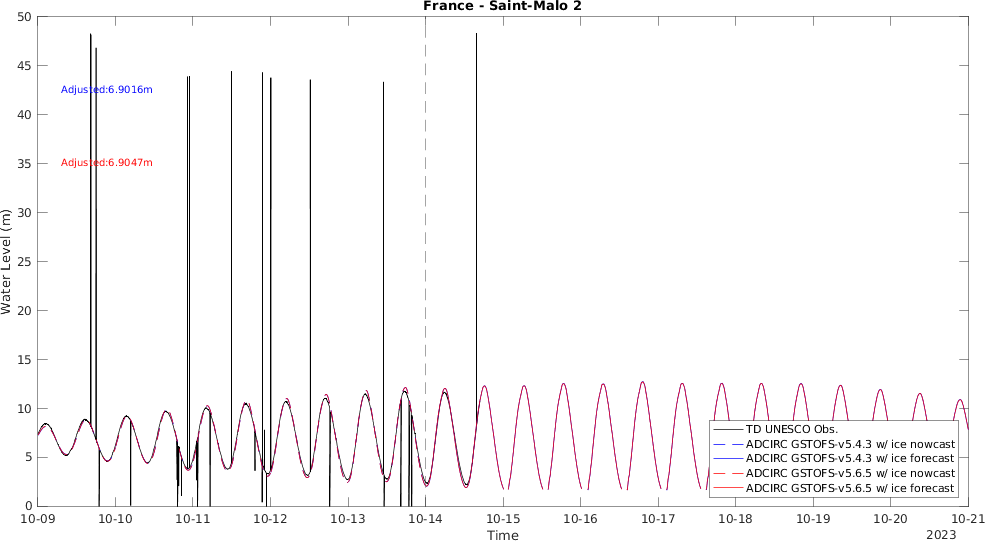 France - Saint-Malo 2
50
45
40
35
30
25
20
15
10
5
0
Water Level (m)
Adjusted:6.9016m
Adjusted:6.9047m
TD UNESCO Obs.
ADCIRC GSTOFS-v5.4.3 w/ ice nowcast
ADCIRC GSTOFS-v5.4.3 w/ ice forecast
ADCIRC GSTOFS-v5.6.5 w/ ice nowcast
ADCIRC GSTOFS-v5.6.5 w/ ice forecast
10-09 10-10 10-11 10-12 10-13 10-14 10-15 10-16 10-17 10-18 10-19 10-20 10-21
Time
2023